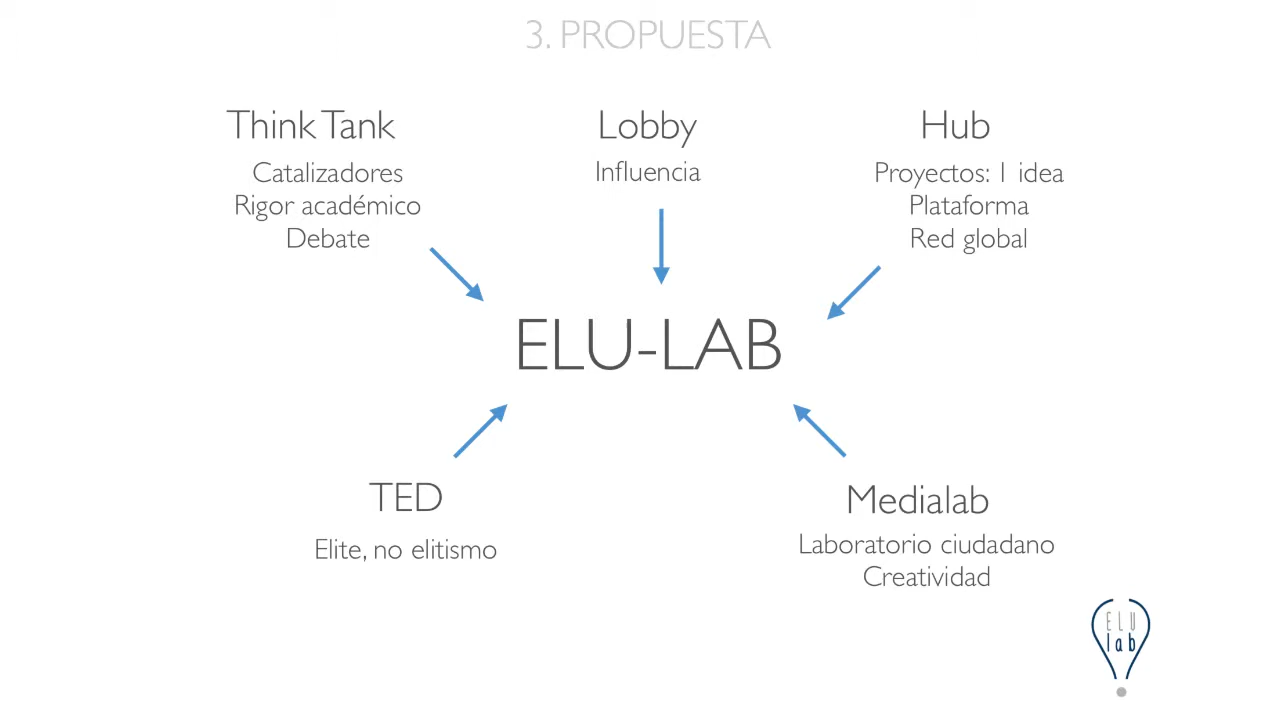 3. PROPUESTA
Think Tank
Catalizadores
Rigor académico
Debate
Lobby
Influencia
Hub
Proyectos: 1 idea
Plataforma
Red global
ELU-LAB
TED
Elite, no elitismo
Medialab
Laboratorio ciudadano
Creatividad
ELU
lab